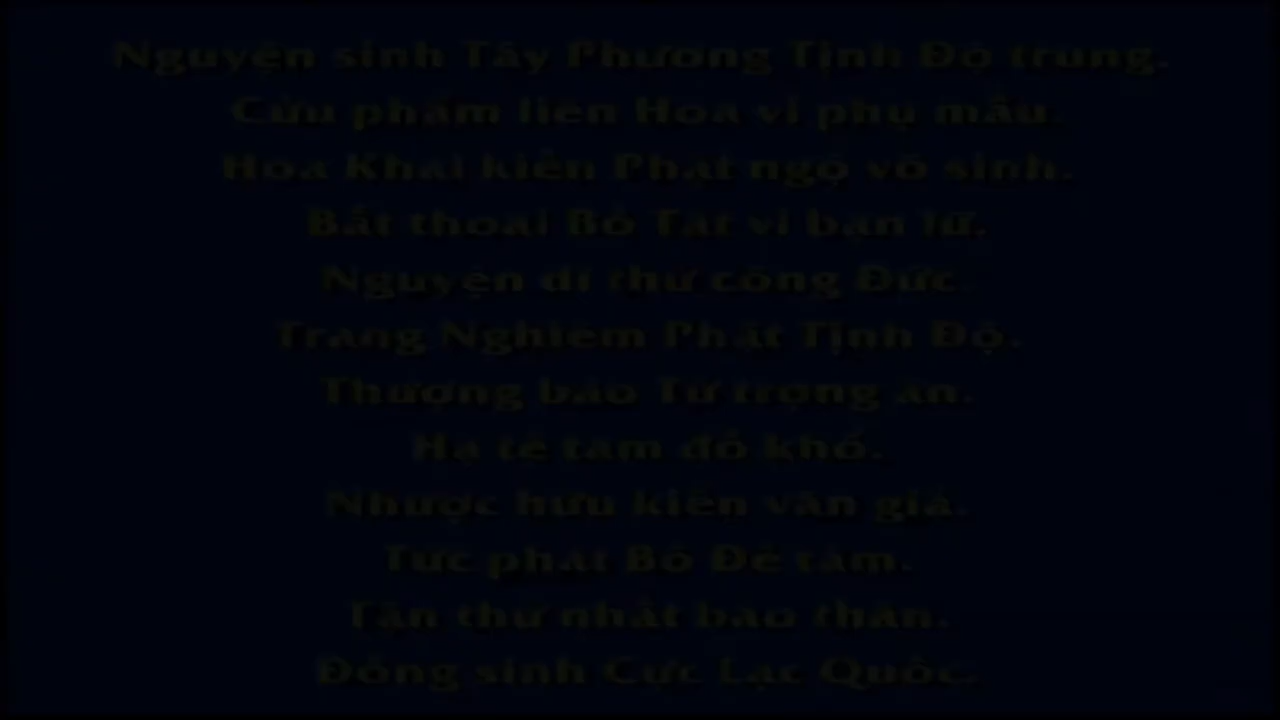 Nguyện sinh Tây Phương Tịnh Độ trung.
Cửu phẩm liên Hoa vi phụ mẫu.
Hoa Khai kiến Phật ngộ vô sinh.
Bất thoái Bồ Tát vi bạn lữ.
Nguyện dĩ thử công Đức.
Trang Nghiêm Phật Tịnh Độ.
Thượng báo Tứ trọng ân.
Hạ tế tam đồ khổ.
Nhược hữu kiến văn giả.
Tức phát Bồ Đề tâm.
Tận thử nhất báo thân.
Đồng sinh Cực Lạc Quốc.